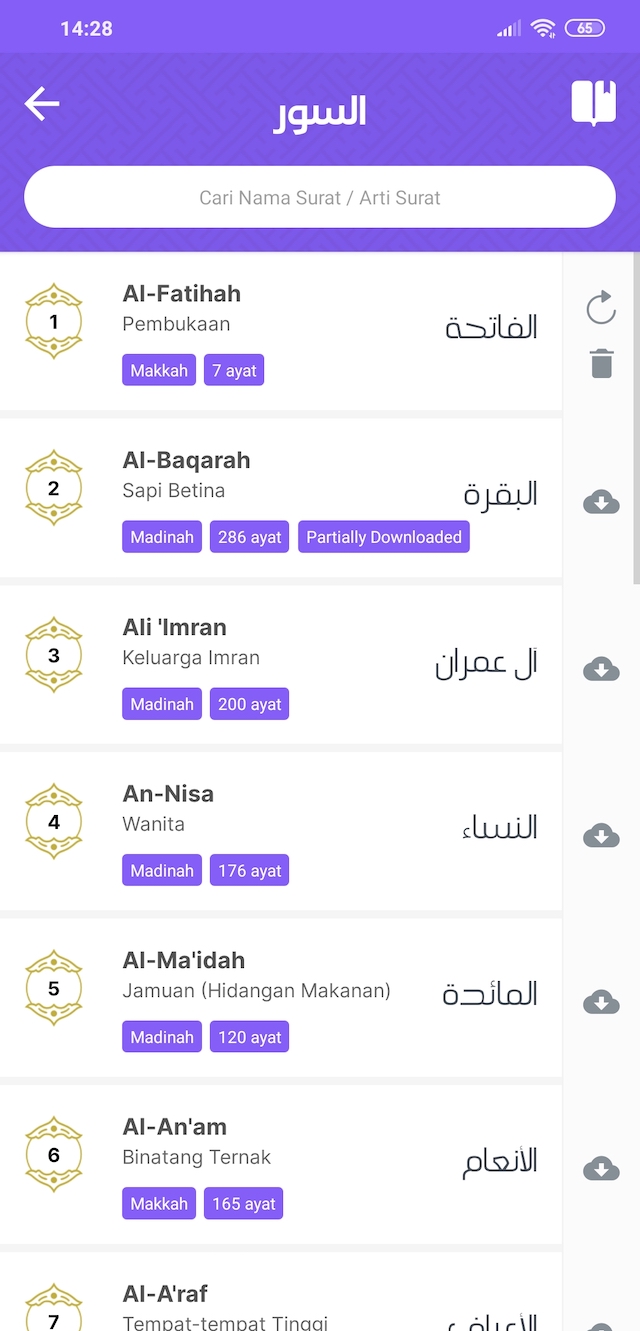 14:28
65
السور
Cari Nama Surat / Arti Surat
1
Al-Fatihah
Pembukaan
الفاتحة
Makkah
7 ayat
2
Al-Baqarah
Sapi Betina
البقرة
Madinah
286 ayat
Partially Downloaded
3
Ali 'Imran
Keluarga Imran
آل عمران
Madinah
200 ayat
4
An-Nisa
Wanita
النساء
Madinah
176 ayat
5
Al-Ma'idah
Jamuan (Hidangan Makanan)
المائدة
Madinah
120 ayat
6
Al-An'am
Binatang Ternak
الأنعام
Makkah
165 ayat
7
Al-A'raf
Tempat-tempat Tinggi
الأعراف